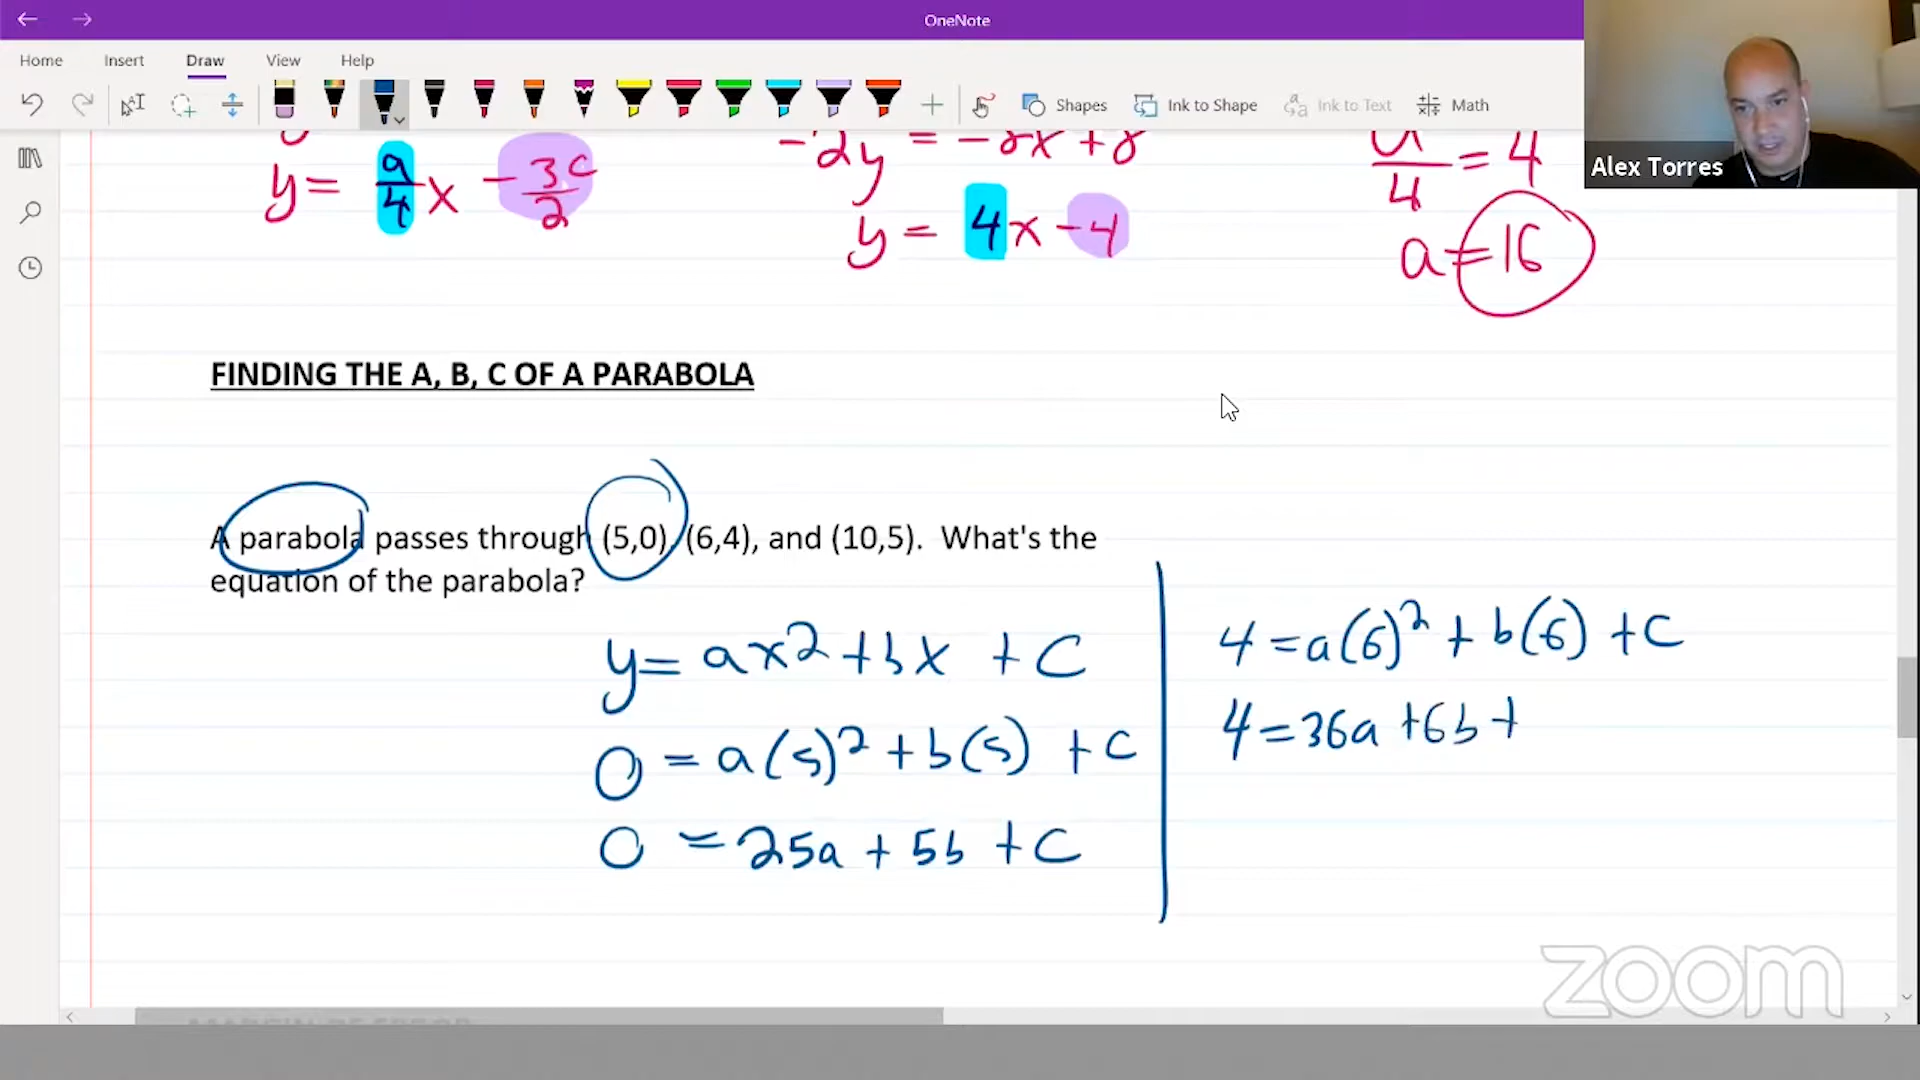 OneNote
Home Insert Draw View Help
Shapes Ink to Shape Ink to Text Math
Alex Torres
y = a/4 x - 3c/2
-2y = -8x + 8
y = 4x - 4
a/4 = 4
a = 16
FINDING THE A, B, C OF A PARABOLA
A parabola passes through (5,0), (6,4), and (10,5). What's the
equation of the parabola?
y = ax² + bx + c
0 = a(5)² + b(5) + c
0 = 25a + 5b + c
4 = a(6)² + b(6) + c
4 = 36a + 6b +
zoom